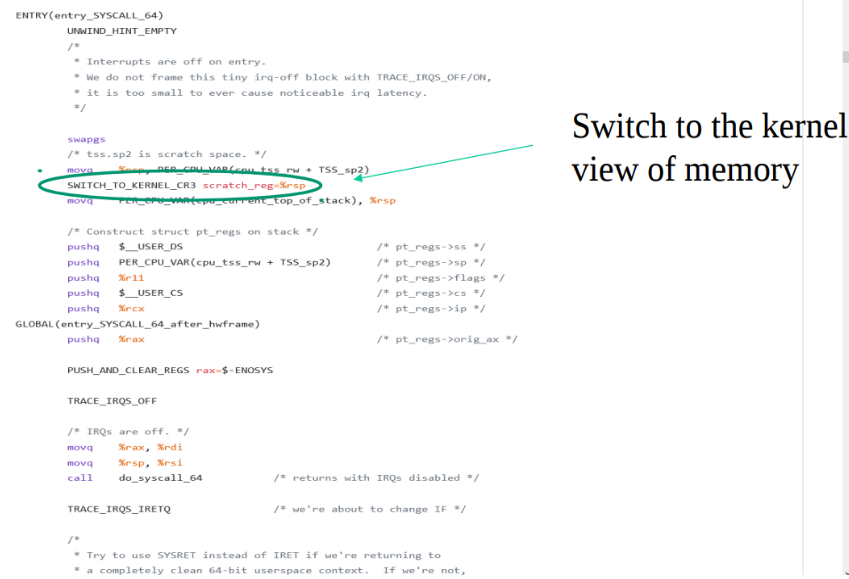 ENTRY(entry_SYSCALL_64)
UNWIND_HINT_EMPTY
/*
* Interrupts are off on entry.
* We do not frame this tiny irq-off block with TRACE_IRQS_OFF/ON,
* it is too small to ever cause noticeable irq latency.
*/
swapgs
/* tss.sp2 is scratch space. */
movq %rsp, PER_CPU_VAR(cpu_tss_rw + TSS_sp2)
SWITCH_TO_KERNEL_CR3 scratch_reg=%rsp
movq PER_CPU_VAR(cpu_current_top_of_stack), %rsp
Switch to the kernel
view of memory
/* Construct struct pt_regs on stack */
pushq $__USER_DS /* pt_regs->ss */
pushq PER_CPU_VAR(cpu_tss_rw + TSS_sp2) /* pt_regs->sp */
pushq %r11 /* pt_regs->flags */
pushq $__USER_CS /* pt_regs->cs */
pushq %rcx /* pt_regs->ip */
GLOBAL(entry_SYSCALL_64_after_hwframe)
pushq %rax /* pt_regs->orig_ax */
PUSH_AND_CLEAR_REGS rax=$-ENOSYS
TRACE_IRQS_OFF
/* IRQs are off. */
movq %rax, %rdi
movq %rsp, %rsi
call do_syscall_64 /* returns with IRQs disabled */
TRACE_IRQS_IRETQ /* we're about to change IF */
/*
* Try to use SYSRET instead of IRET if we're returning to
* a completely clean 64-bit userspace context. If we're not,